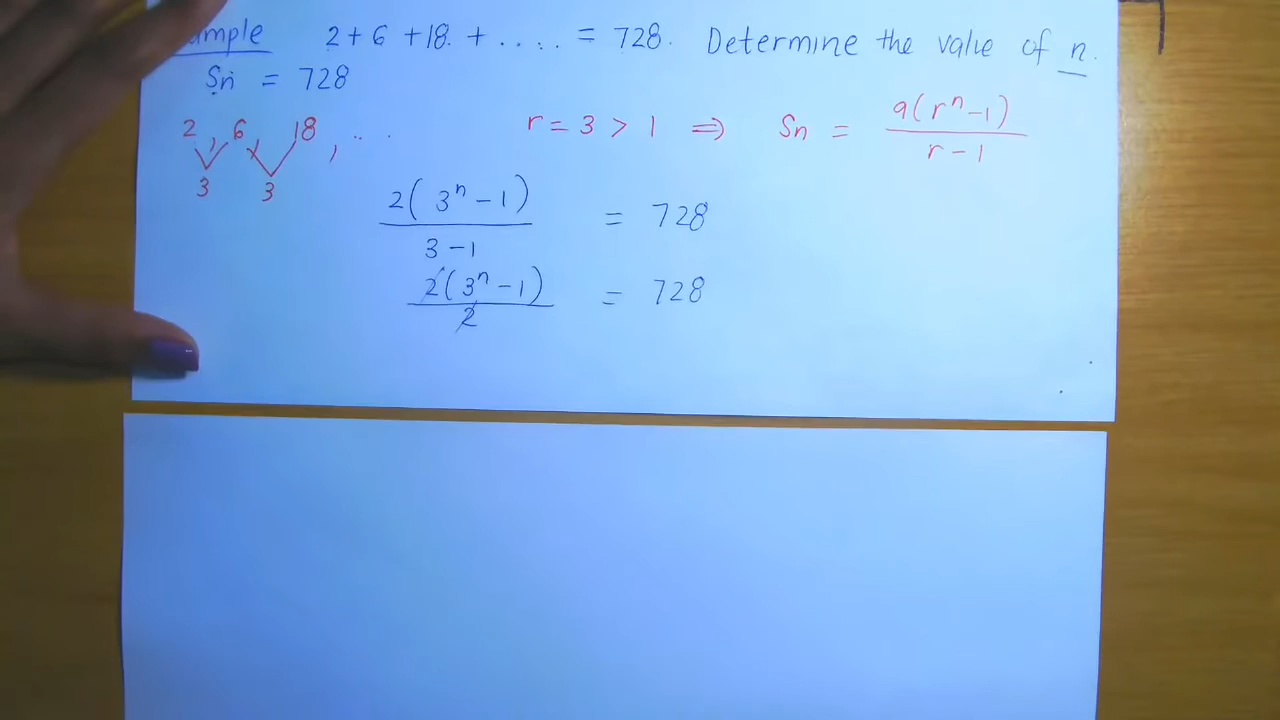 ample 2 + 6 + 18. + . . . . = 728. Determine the value of n.
Sn = 728
2, 6, 18, . . .
3 3
r = 3 > 1 ⇒ Sn = a(r^n - 1) / r - 1
2(3^n - 1) / 3 - 1 = 728
2(3^n - 1) / 2 = 728